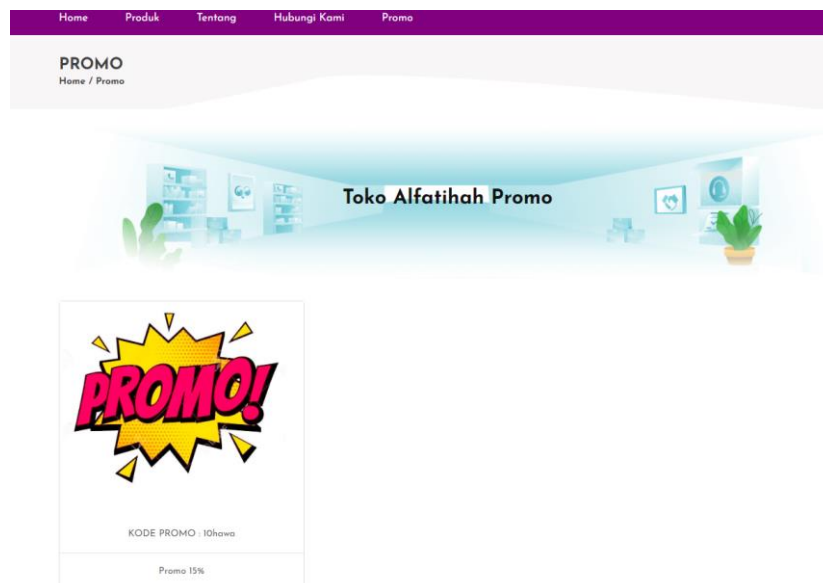 Home Produk Tentang Hubungi Kami Promo
PROMO
Home / Promo
Toko Alfatihah Promo
PROMO!
KODE PROMO : 10hawa
Promo 15%